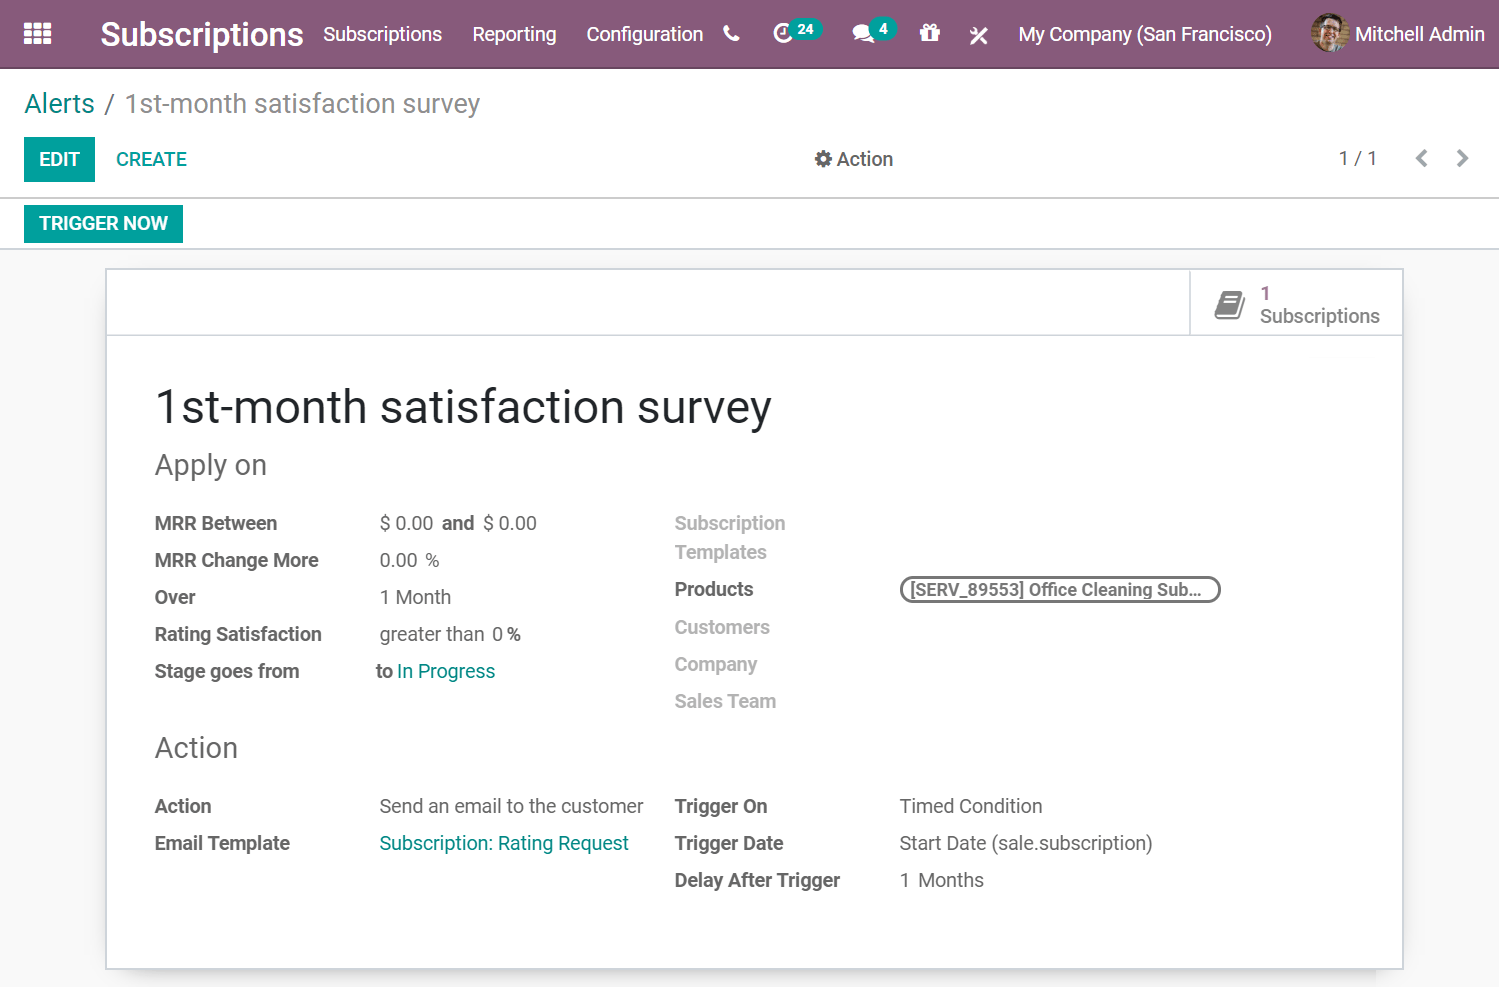 Subscriptions Subscriptions Reporting Configuration 24 4 My Company (San Francisco) Mitchell Admin
Alerts / 1st-month satisfaction survey
EDIT CREATE Action 1 / 1
TRIGGER NOW
1
Subscriptions
1st-month satisfaction survey
Apply on
MRR Between $ 0.00 and $ 0.00
MRR Change More 0.00 %
Over 1 Month
Rating Satisfaction greater than 0 %
Stage goes from to In Progress
Subscription
Templates
Products [SERV_89553] Office Cleaning Sub...
Customers
Company
Sales Team
Action
Action Send an email to the customer
Email Template Subscription: Rating Request
Trigger On Timed Condition
Trigger Date Start Date (sale.subscription)
Delay After Trigger 1 Months